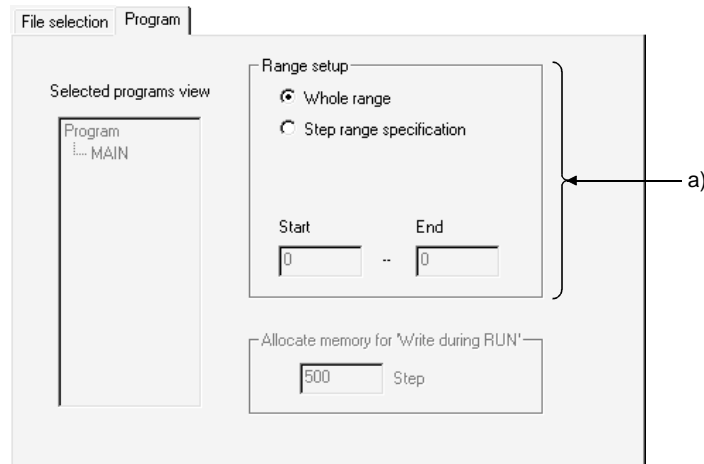 File selection Program
Selected programs view
Program
MAIN
Range setup
Whole range
Step range specification
Start End
0 -- 0
Allocate memory for 'Write during RUN'
500 Step
a)